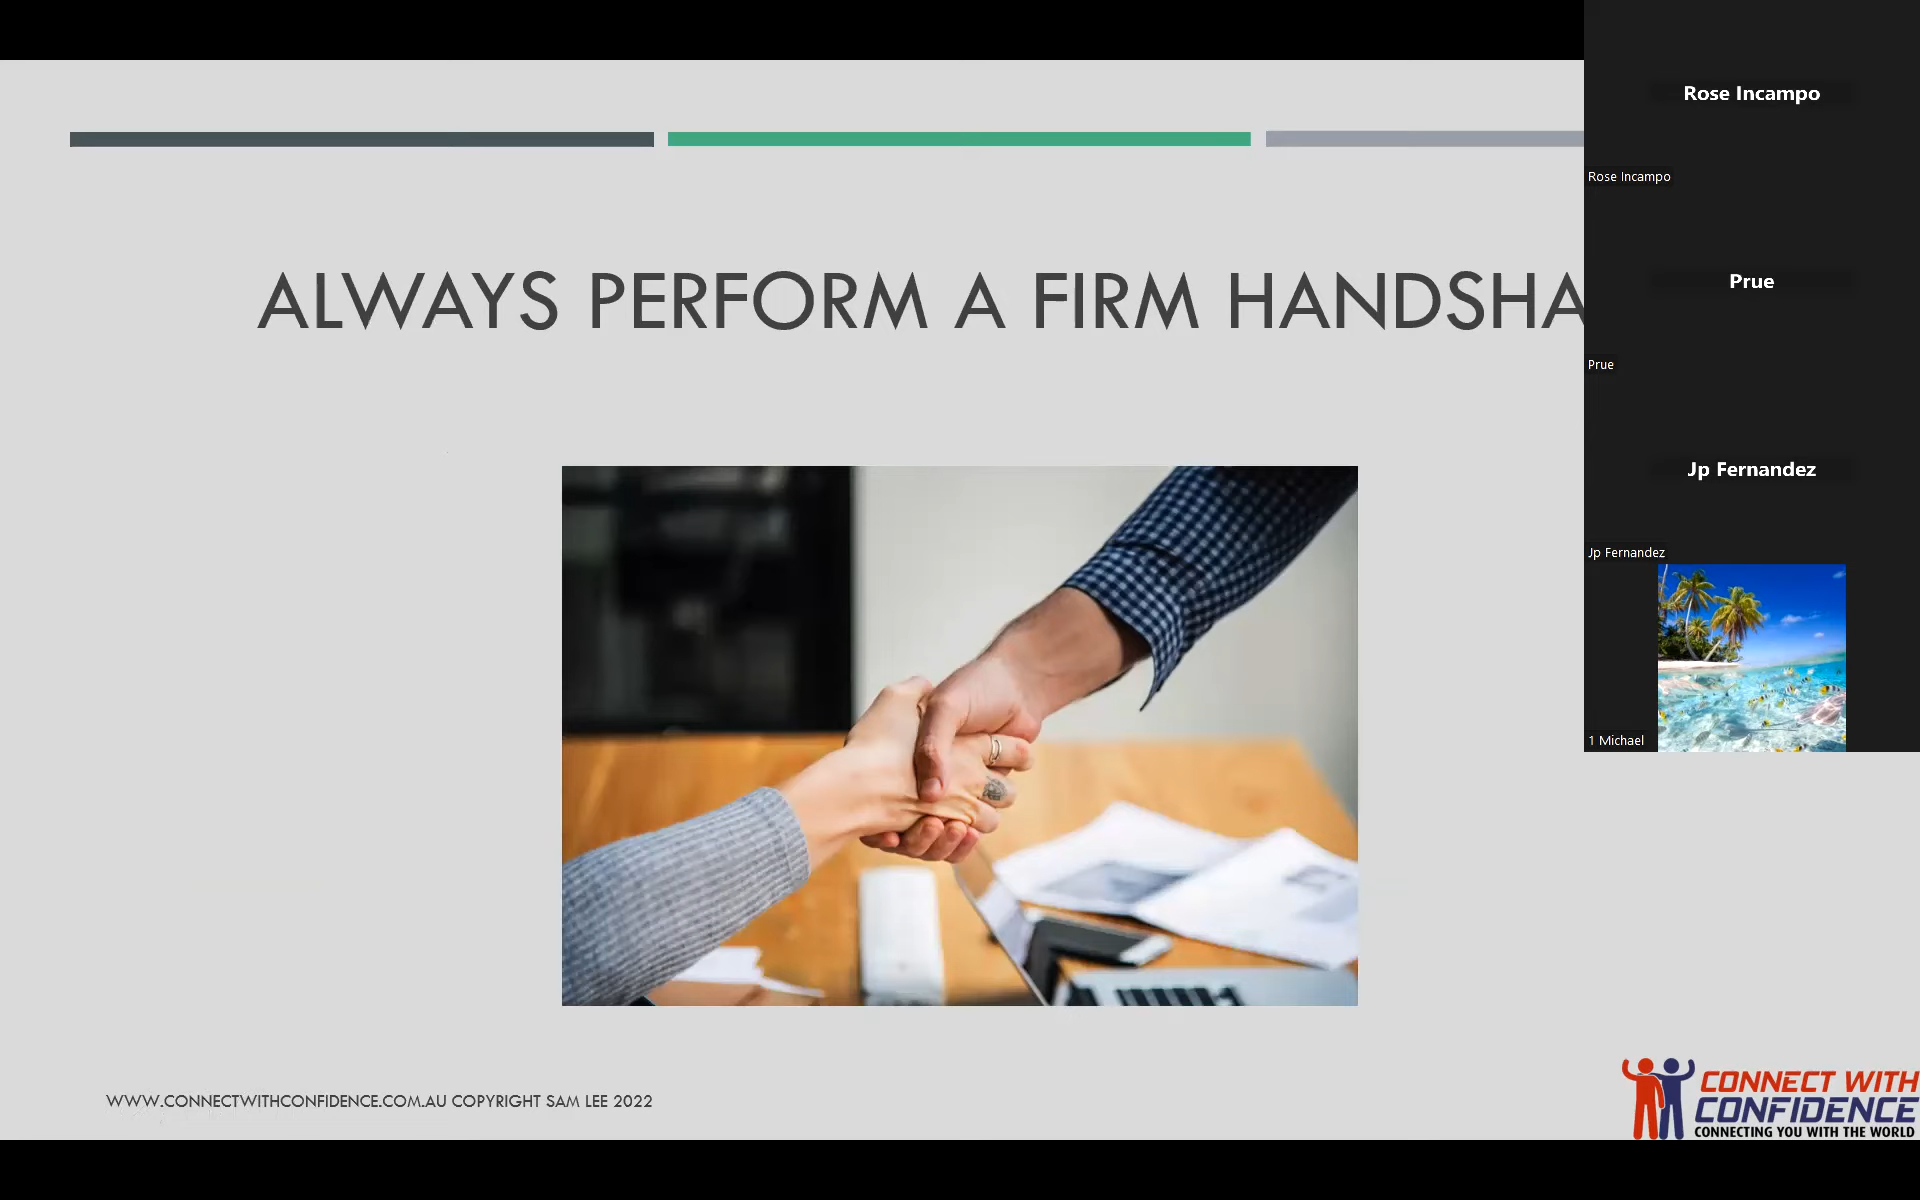 ALWAYS PERFORM A FIRM HANDSHA
WWW.CONNECTWITHCONFIDENCE.COM.AU COPYRIGHT SAM LEE 2022
CONNECT WITH
CONFIDENCE
CONNECTING YOU WITH THE WORLD
Rose Incampo
Rose Incampo
Prue
Prue
Jp Fernandez
Jp Fernandez
1 Michael